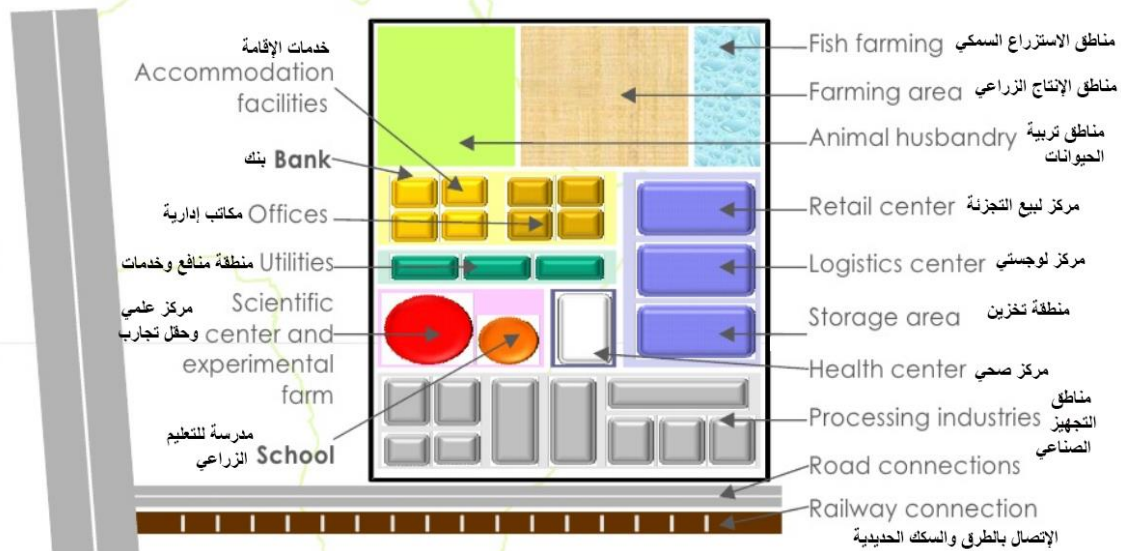 خدمات الإقامة
Accommodation
facilities
بنك Bank
مكاتب إدارية Offices
منطقة منافع وخدمات Utilities
مركز علمي Scientific
وحقل تجارب center and
experimental
farm
مدرسة للتعليم
الزراعي School
Fish farming مناطق الاستزراع السمكي
Farming area مناطق الإنتاج الزراعي
Animal husbandry مناطق تربية
الحيوانات
Retail center مركز لبيع التجزئة
Logistics center مركز لوجستي
Storage area منطقة تخزين
Health center مركز صحي
Processing industries مناطق
التجهيز
الصناعي
Road connections
Railway connection
الإتصال بالطرق والسكك الحديدية